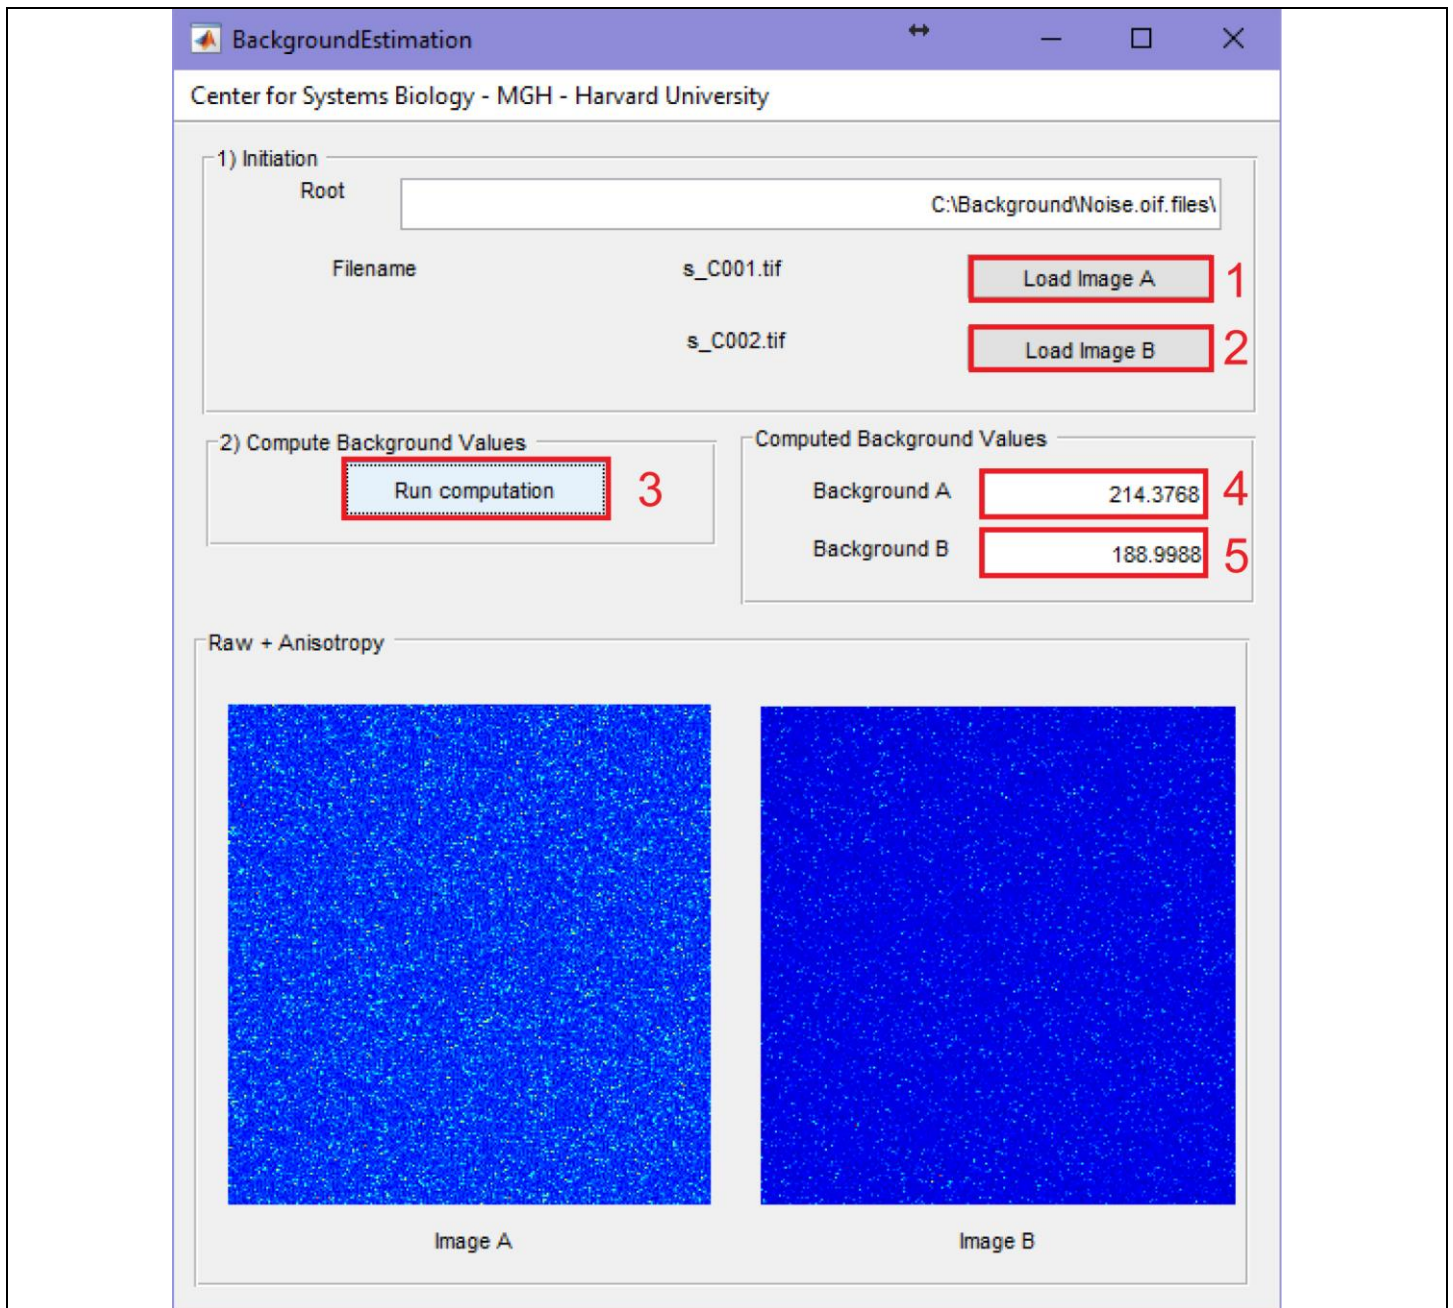 BackgroundEstimation
Center for Systems Biology - MGH - Harvard University
1) Initiation
Root
C:\Background\Noise.oif.files\
Filename
s_C001.tif
Load Image A
1
s_C002.tif
Load Image B
2
2) Compute Background Values
Run computation
3
Computed Background Values
Background A
214.3768
4
Background B
188.9988
5
Raw + Anisotropy
Image A
Image B